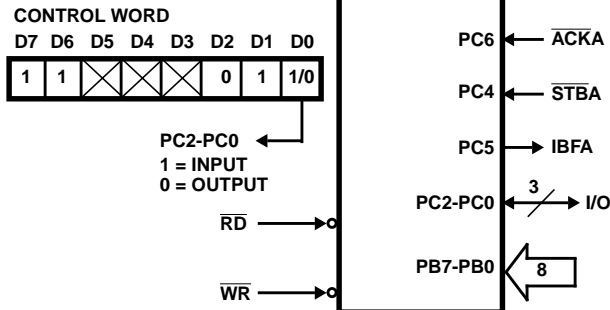 CONTROL WORD
D7 D6 D5 D4 D3 D2 D1 D0
1 1 0 1 1/0
PC2-PC0
1 = INPUT
0 = OUTPUT
RD
WR
PC6 ACKA
PC4 STBA
PC5 IBFA
PC2-PC0 3 I/O
PB7-PB0 8